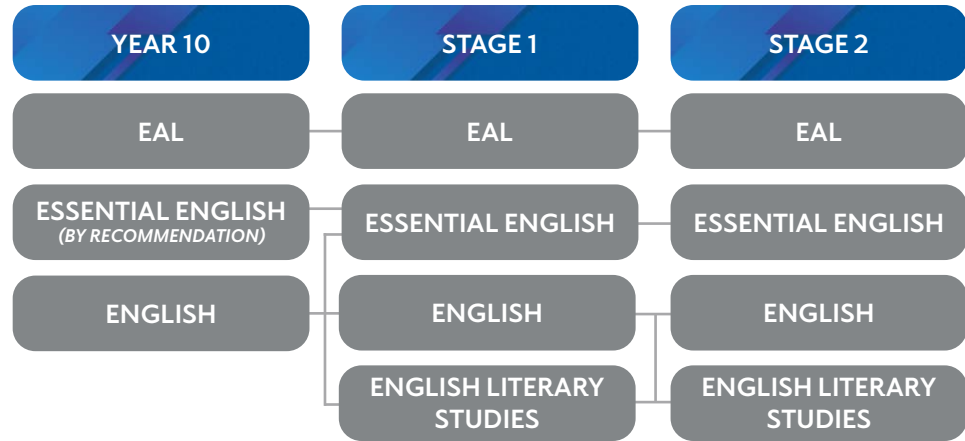 YEAR 10
STAGE 1
STAGE 2
EAL
EAL
EAL
ESSENTIAL ENGLISH
(BY RECOMMENDATION)
ESSENTIAL ENGLISH
ESSENTIAL ENGLISH
ENGLISH
ENGLISH
ENGLISH
ENGLISH LITERARY
STUDIES
ENGLISH LITERARY
STUDIES